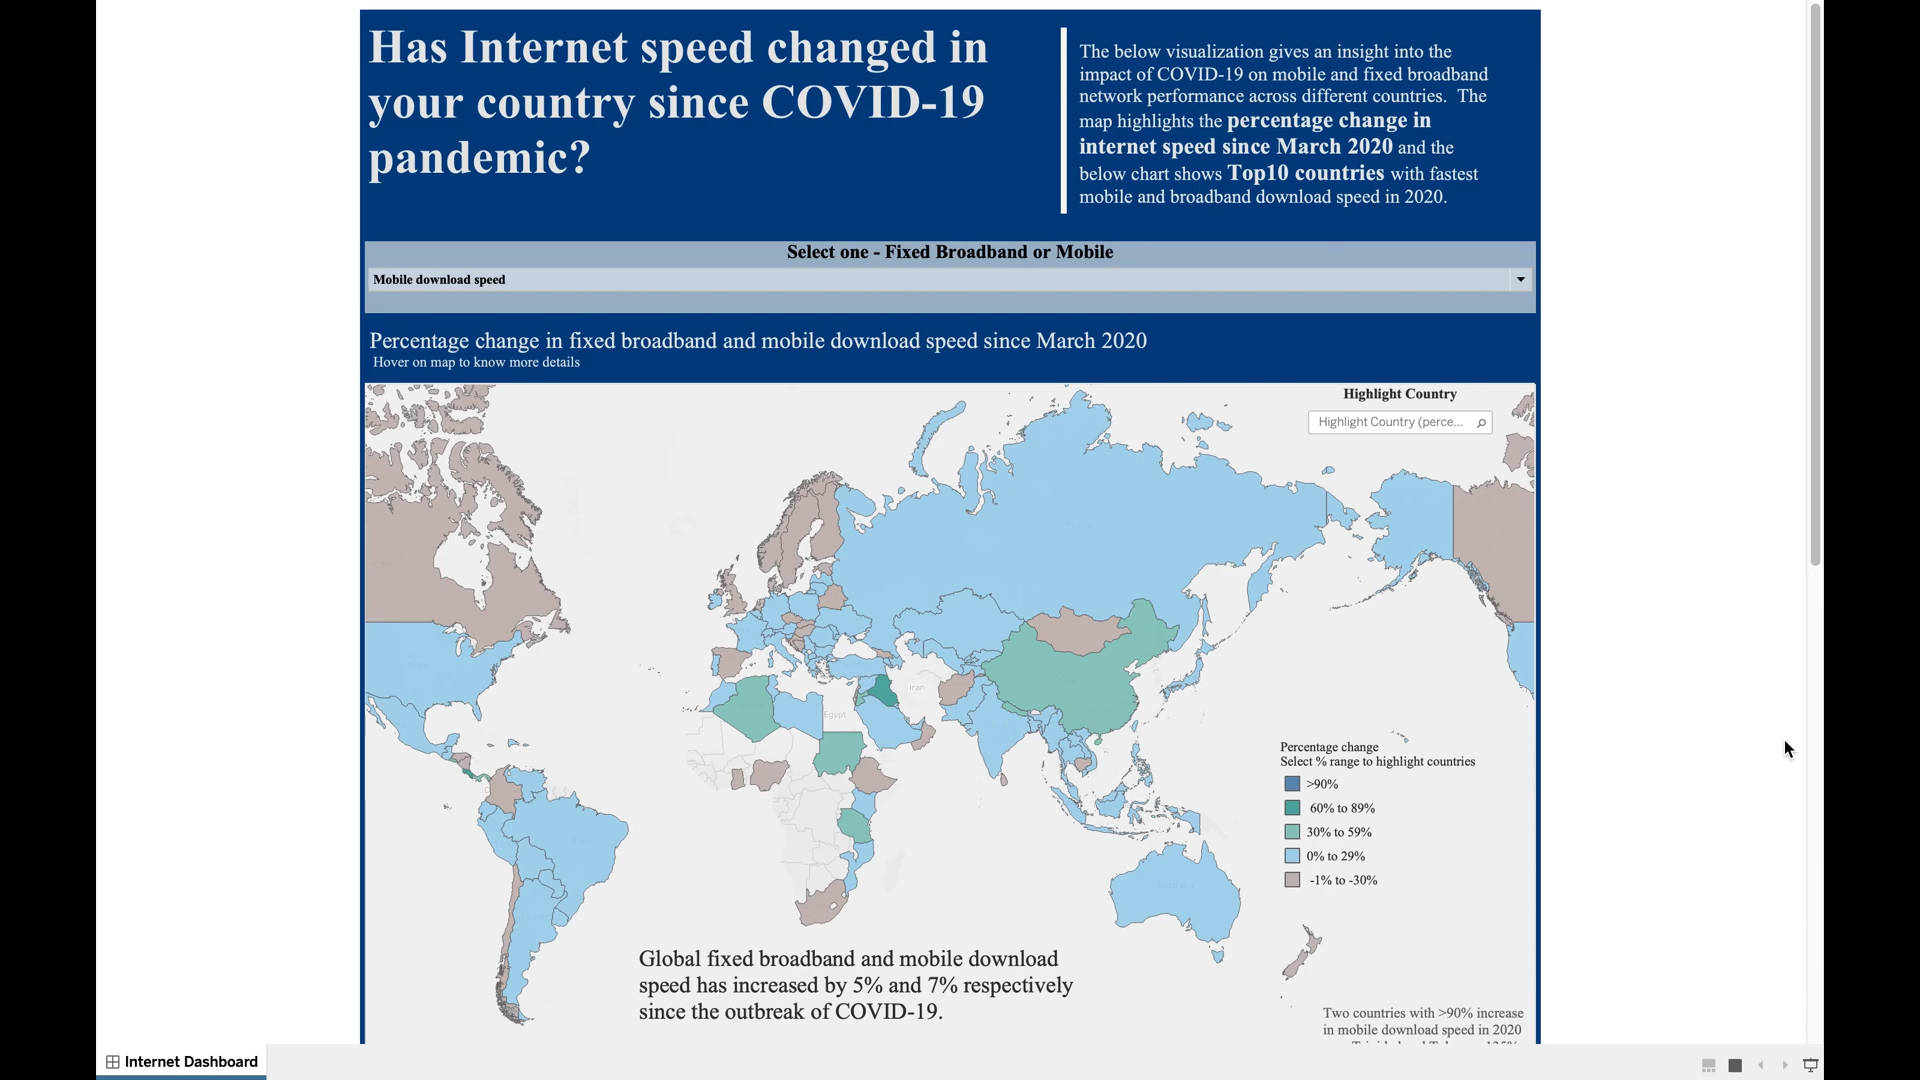 Has Internet speed changed in
your country since COVID-19
pandemic?
The below visualization gives an insight into the
impact of COVID-19 on mobile and fixed broadband
network performance across different countries.  The
map highlights the percentage change in
internet speed since March 2020 and the
below chart shows Top10 countries with fastest
mobile and broadband download speed in 2020.
Select one - Fixed Broadband or Mobile
Mobile download speed
Percentage change in fixed broadband and mobile download speed since March 2020
Hover on map to know more details
Highlight Country
Highlight Country (perce...
Iran
Egypt
Percentage change
Select % range to highlight countries
>90%
60% to 89%
30% to 59%
0% to 29%
-1% to -30%
Global fixed broadband and mobile download
speed has increased by 5% and 7% respectively
since the outbreak of COVID-19.
Two countries with >90% increase
in mobile download speed in 2020
Internet Dashboard